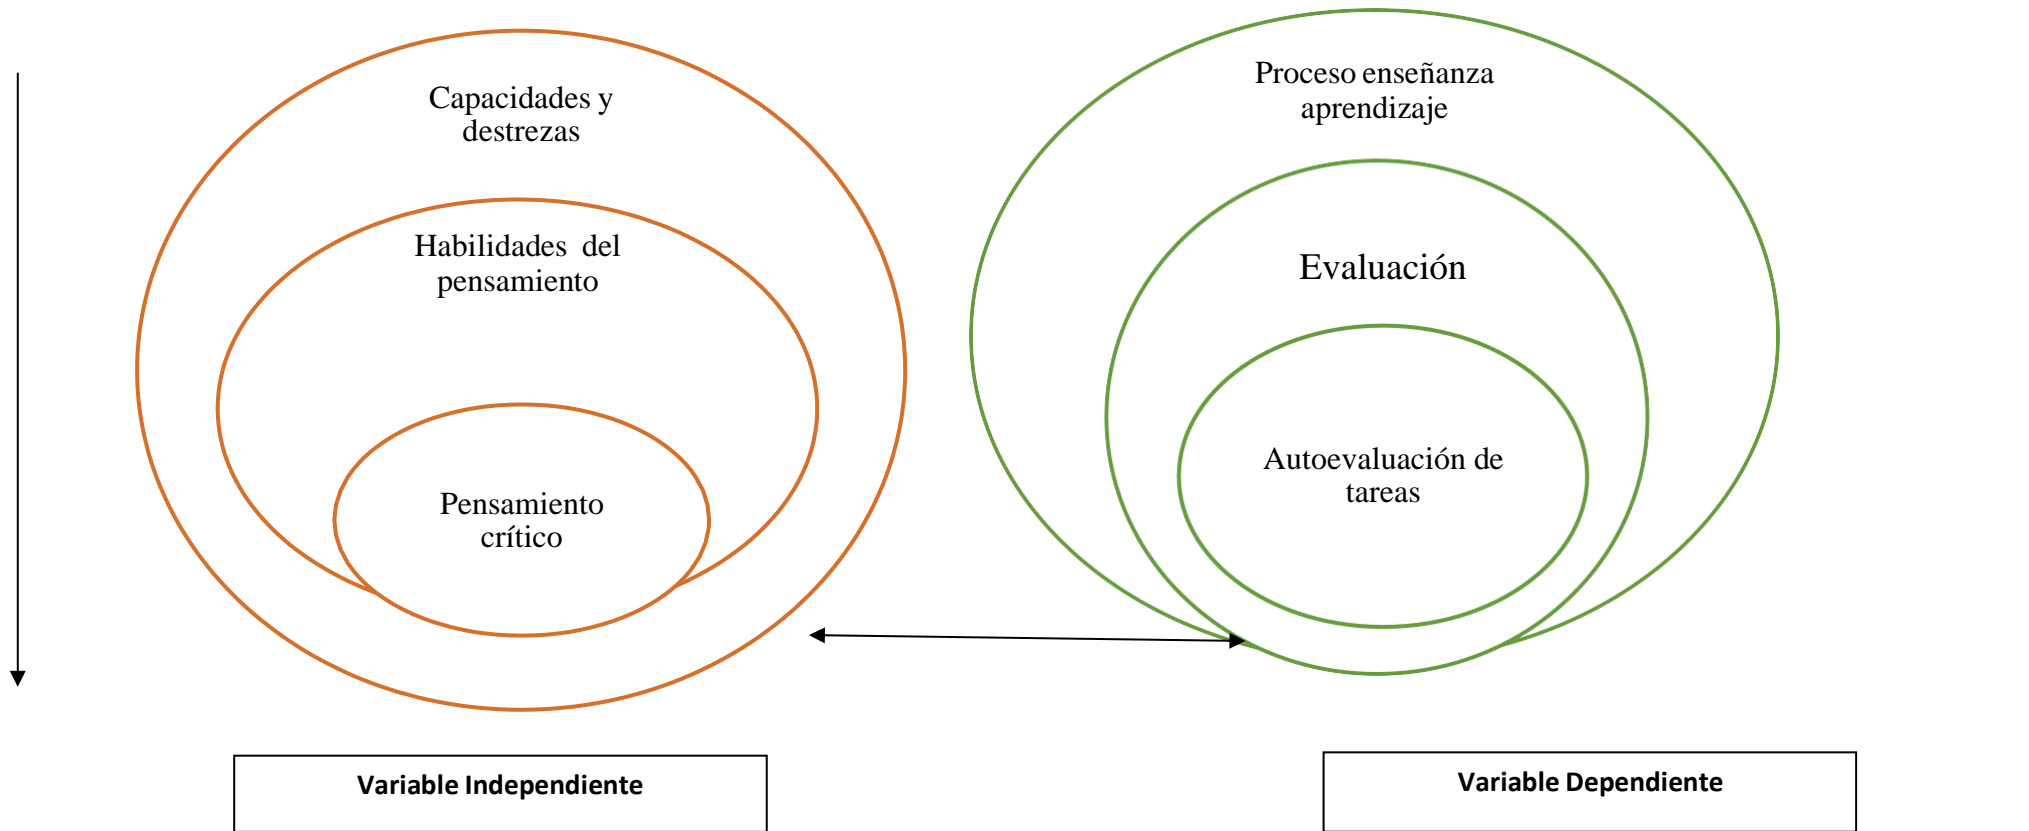 Capacidades y
destrezas
Habilidades del
pensamiento
Pensamiento
crítico
Proceso enseñanza
aprendizaje
Evaluación
Autoevaluación de
tareas
Variable Independiente
Variable Dependiente